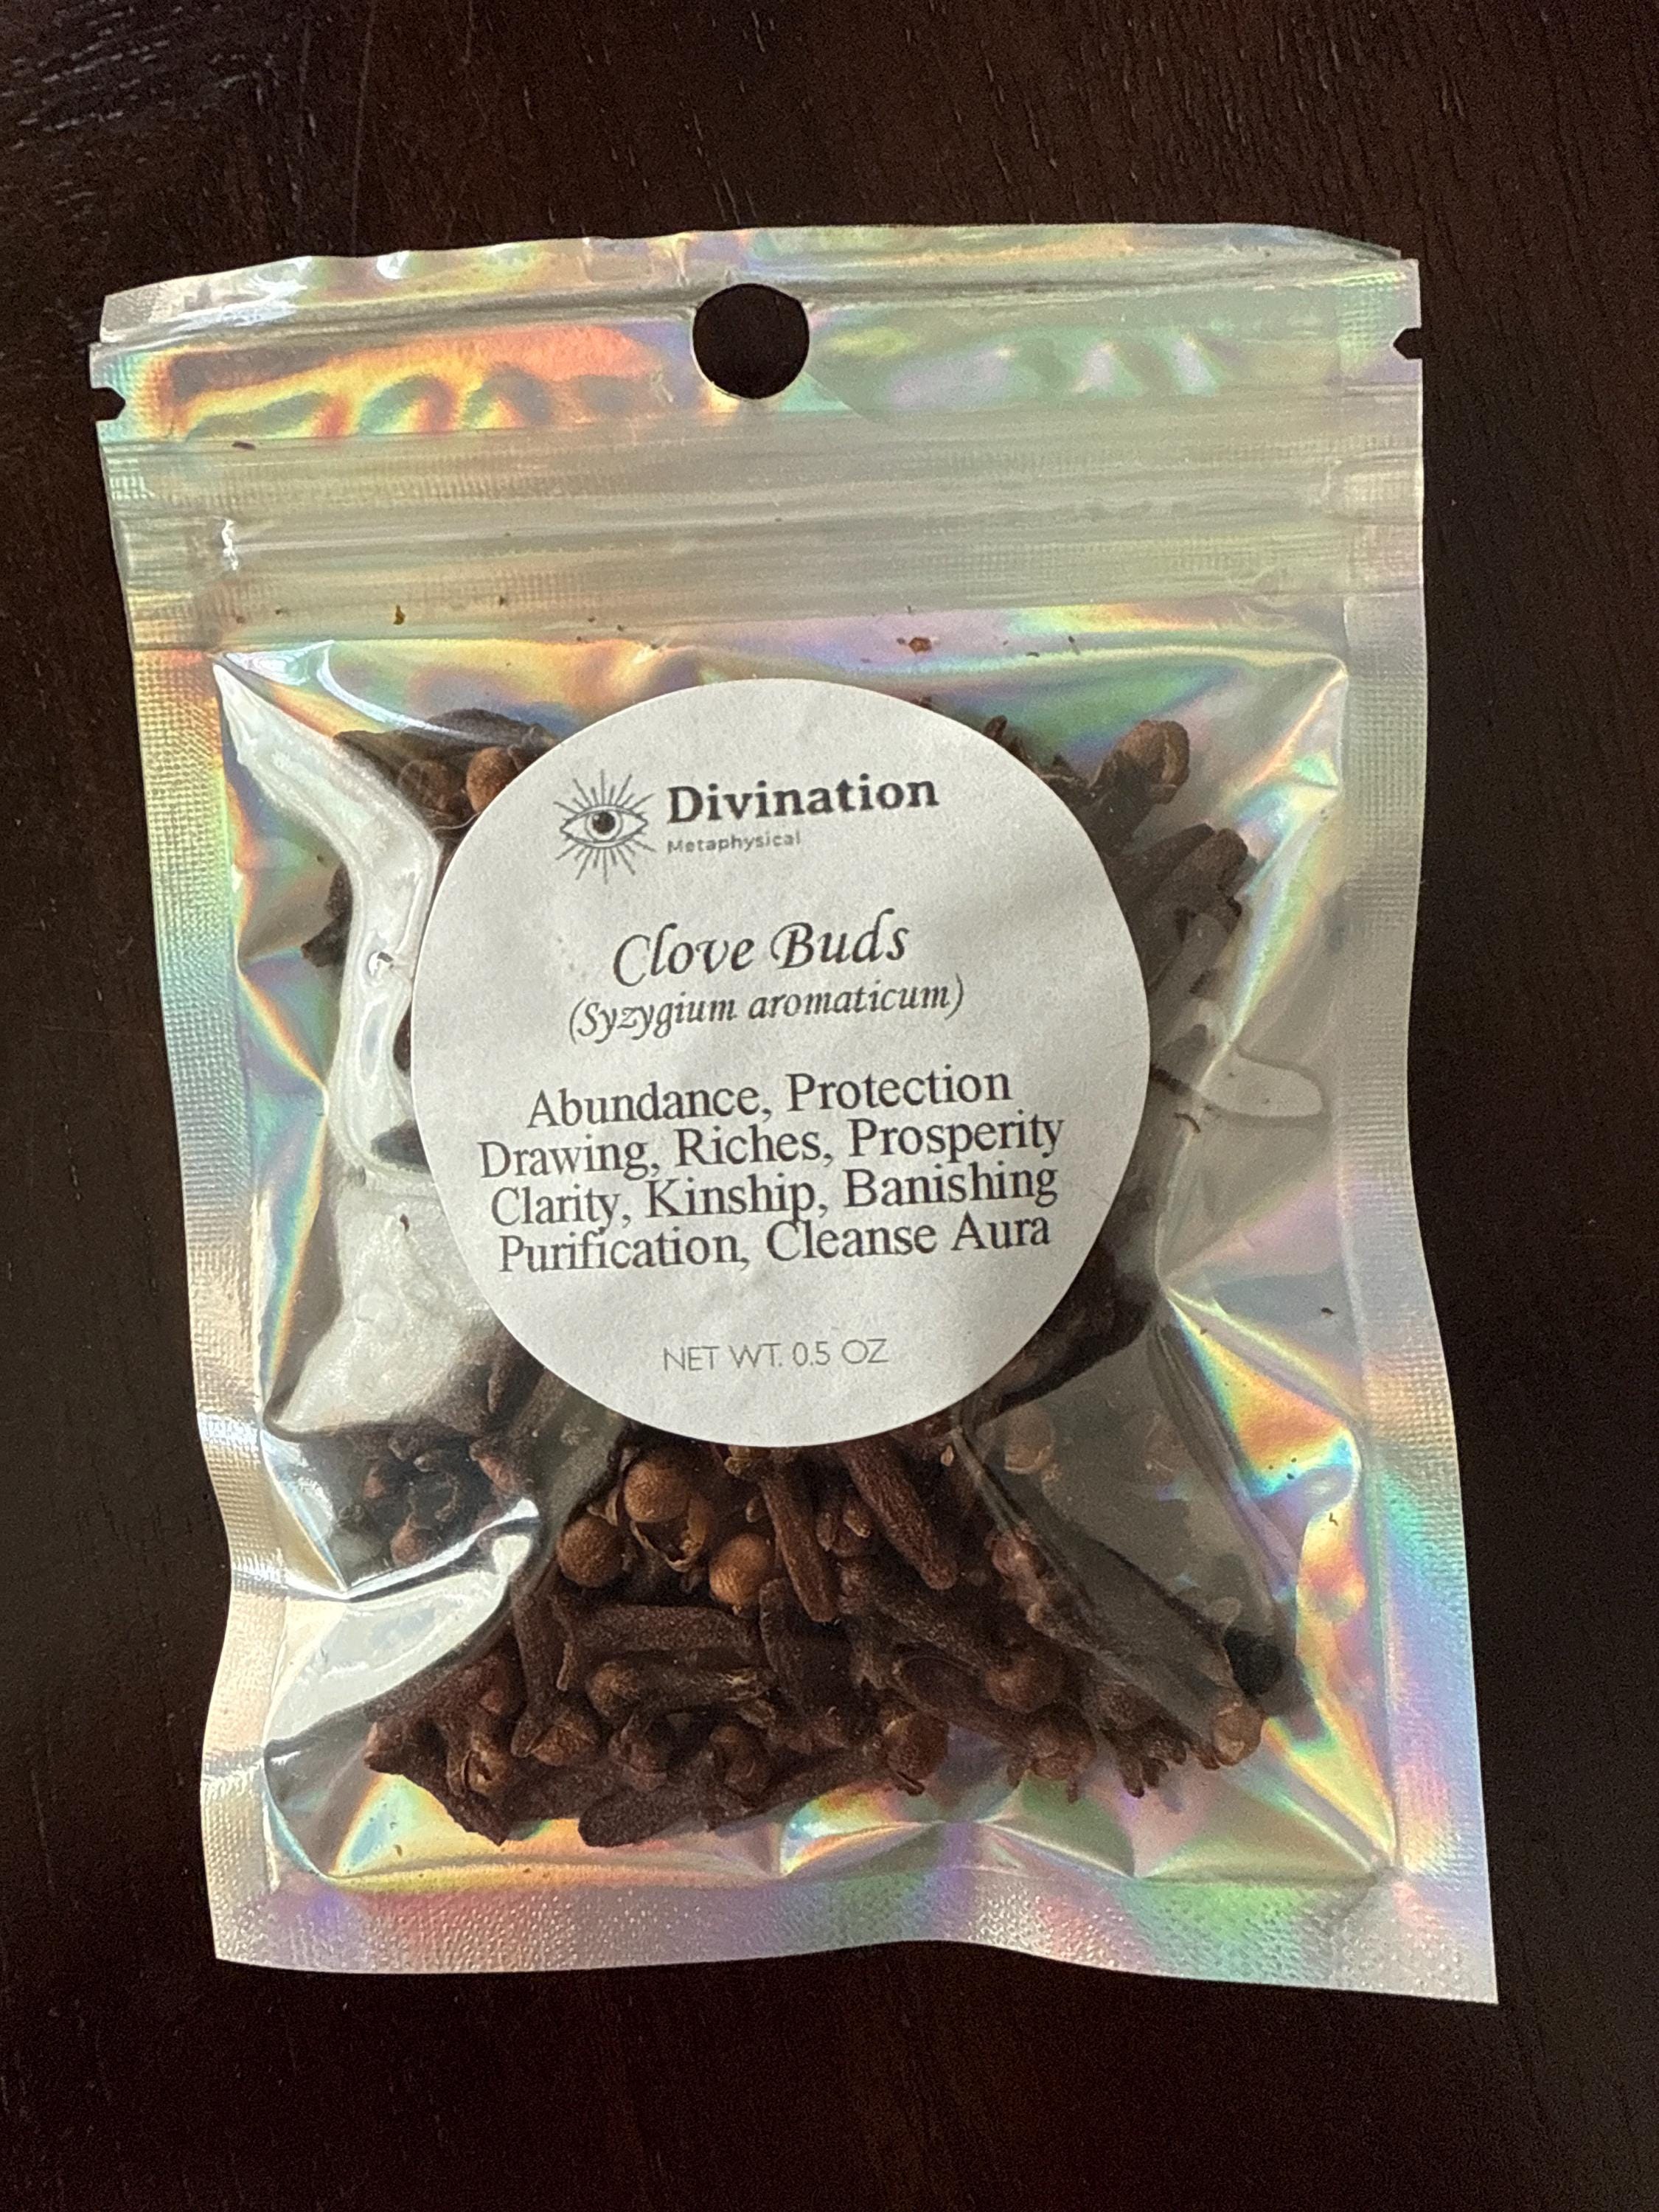 Divination
Metaphysical
Clove Buds
(Syzygium aromaticum)
Abundance, Protection
Drawing, Riches, Prosperity
Clarity, Kinship, Banishing
Purification, Cleanse Aura
NET WT. 0.5 OZ